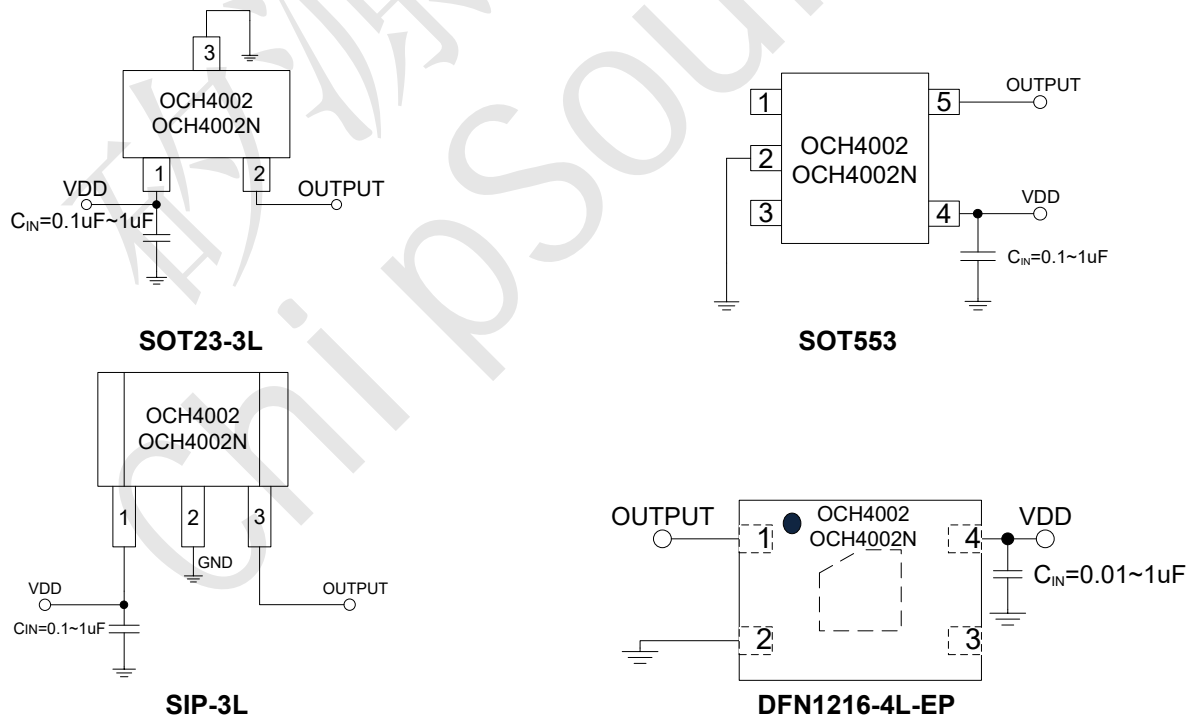 3
OCH4002
OCH4002N
1
2
VDD
OUTPUT
CIN=0.1uF~1uF
SOT23-3L
1
5
OUTPUT
OCH4002
OCH4002N
2
3
4
VDD
CIN=0.1~1uF
SOT553
OCH4002
OCH4002N
1
2
3
GND
VDD
OUTPUT
CIN=0.1~1uF
SIP-3L
OUTPUT
OCH4002
OCH4002N
VDD
1
4
CIN=0.01~1uF
2
3
DFN1216-4L-EP
Chipsour